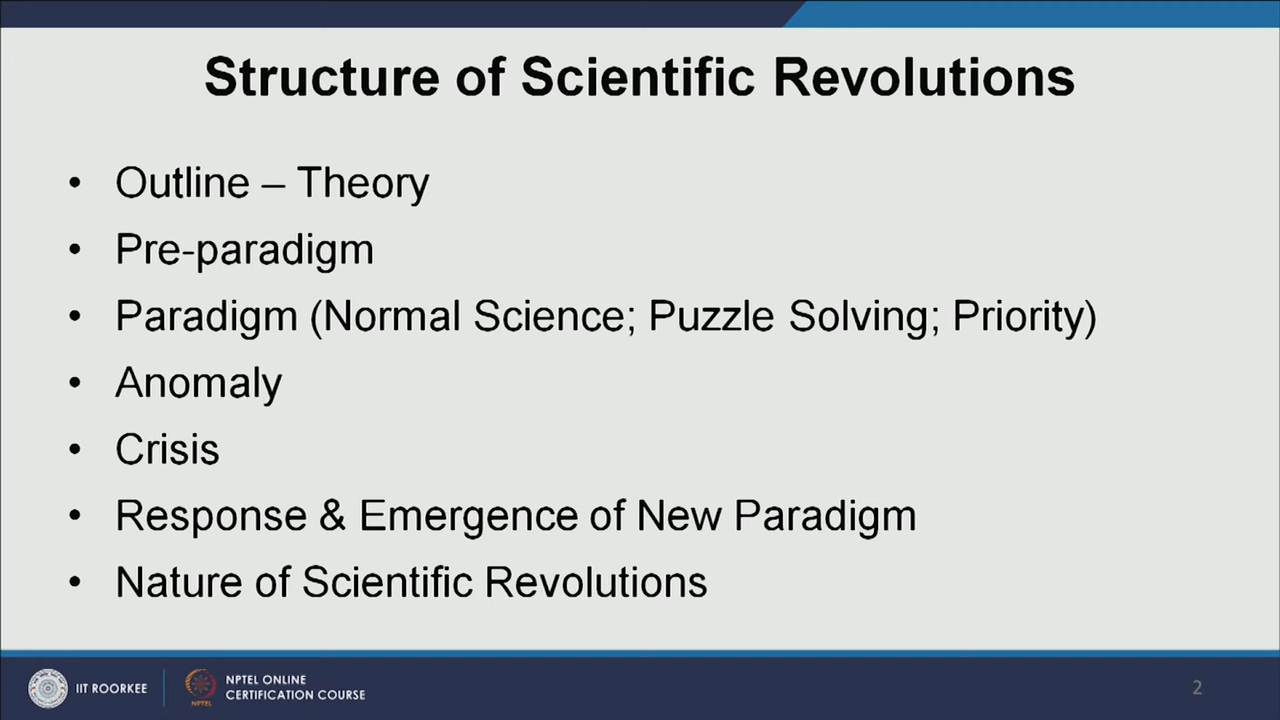 Structure of Scientific Revolutions
• Outline – Theory
• Pre-paradigm
• Paradigm (Normal Science; Puzzle Solving; Priority)
• Anomaly
• Crisis
• Response & Emergence of New Paradigm
• Nature of Scientific Revolutions
IIT ROORKEE
NPTEL
NPTEL ONLINE
CERTIFICATION COURSE
2